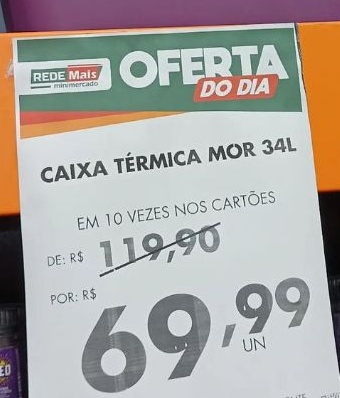 REDE Mais
minimercado
OFERTA
DO DIA
CAIXA TÉRMICA MOR 34L
EM 10 VEZES NOS CARTÕES
DE: R$ 119,90
POR: R$
69,99
UN